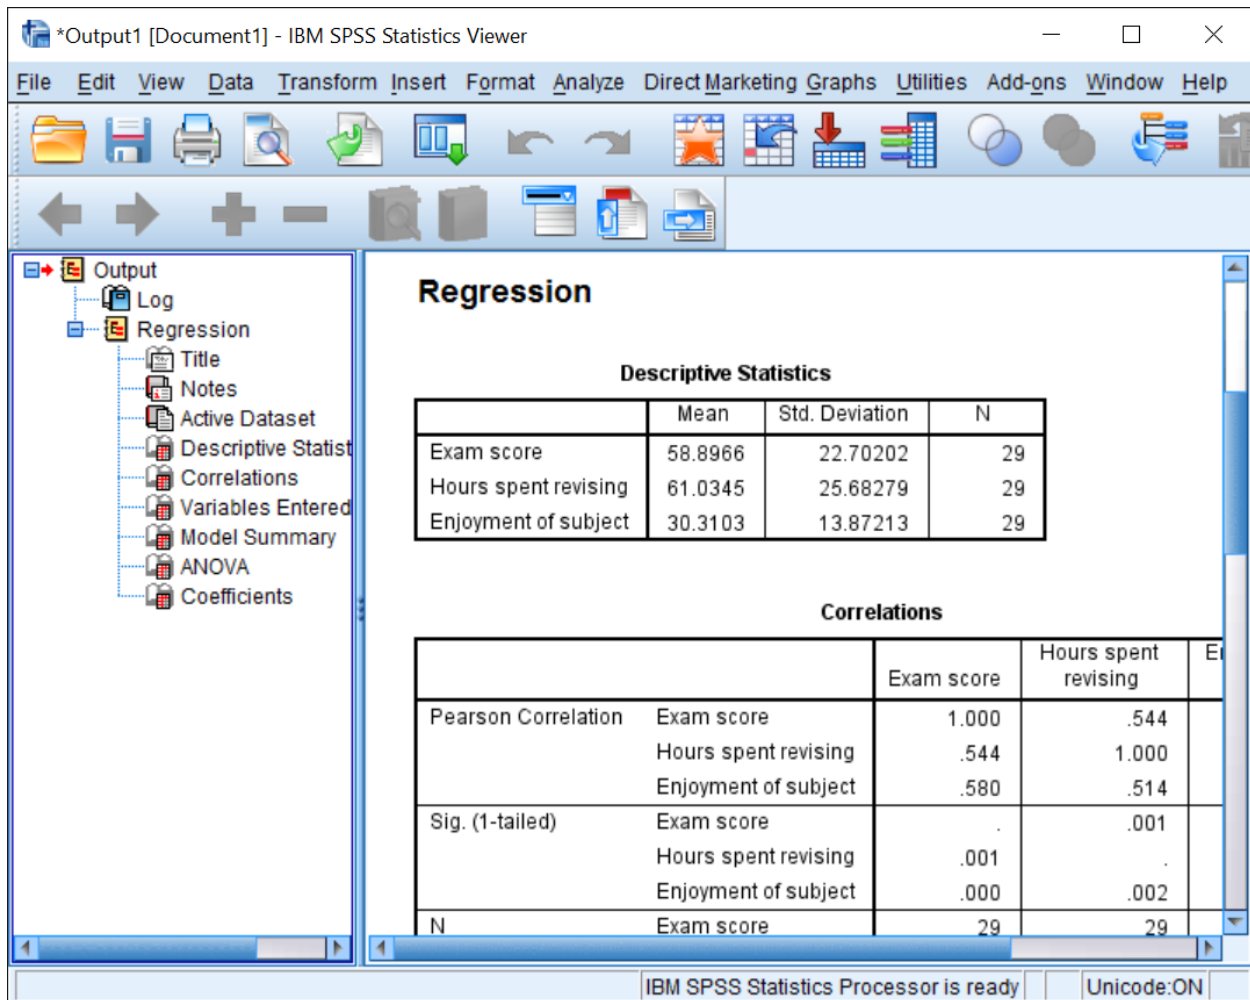 *Output1 [Document1] - IBM SPSS Statistics Viewer
File Edit View Data Transform Insert Format Analyze Direct Marketing Graphs Utilities Add-ons Window Help
Output
Log
Regression
Title
Notes
Active Dataset
Descriptive Statist
Correlations
Variables Entered
Model Summary
ANOVA
Coefficients
Regression
Descriptive Statistics
Mean Std. Deviation N
Exam score 58.8966 22.70202 29
Hours spent revising 61.0345 25.68279 29
Enjoyment of subject 30.3103 13.87213 29
Correlations
Exam score Hours spent revising
Pearson Correlation Exam score 1.000 .544
Hours spent revising .544 1.000
Enjoyment of subject .580 .514
Sig. (1-tailed) Exam score . .001
Hours spent revising .001 .
Enjoyment of subject .000 .002
N Exam score 29 29
IBM SPSS Statistics Processor is ready Unicode:ON